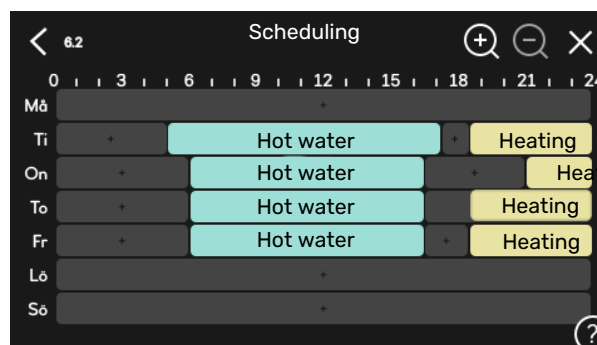 6.2 Scheduling
0 3 6 9 12 15 18 21 24
Må
Ti Hot water Heating
On Hot water Hea
To Hot water Heating
Fr Hot water Heating
Lö
Sö
?